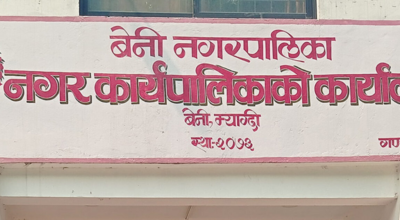 बेनी नगरपालिका
नगर कार्यपालिकाको कार्या
बेनी, म्याग्दी
स्था-२०७३